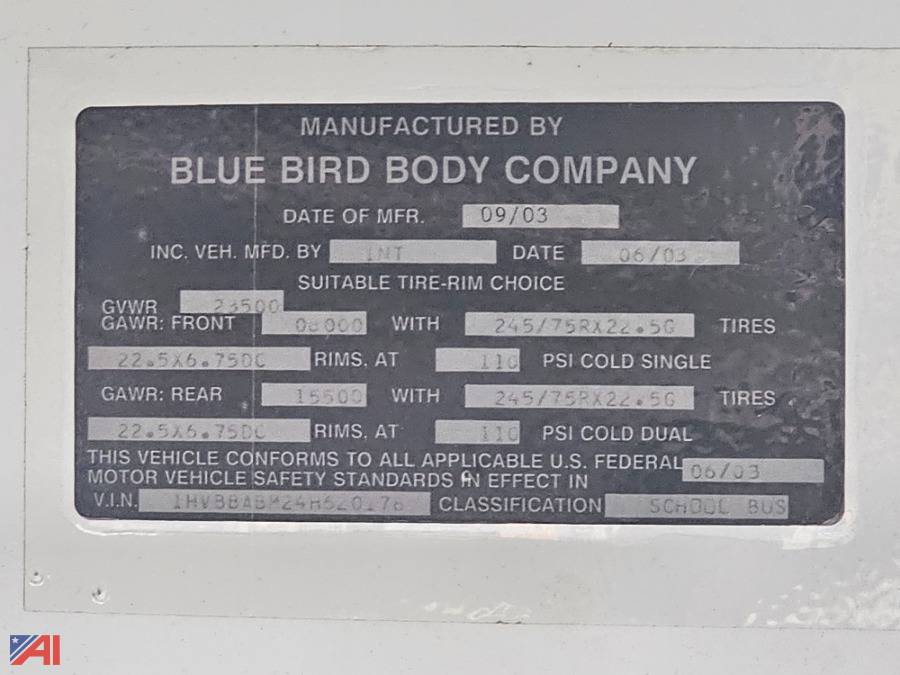 MANUFACTURED BY
BLUE BIRD BODY COMPANY
DATE OF MFR. 09/03
INC. VEH. MFD. BY INT DATE 06/03
SUITABLE TIRE-RIM CHOICE
GVWR 23500
GAWR: FRONT 08000 WITH 245/75RX22.5G TIRES
22.5X6.75DC RIMS, AT 110 PSI COLD SINGLE
GAWR: REAR 15500 WITH 245/75RX22.5G TIRES
22.5X6.75DC RIMS, AT 110 PSI COLD DUAL
THIS VEHICLE CONFORMS TO ALL APPLICABLE U.S. FEDERAL 06/03
MOTOR VEHICLE SAFETY STANDARDS IN EFFECT IN
V.I.N. CLASSIFICATION SCHOOL BUS
AI